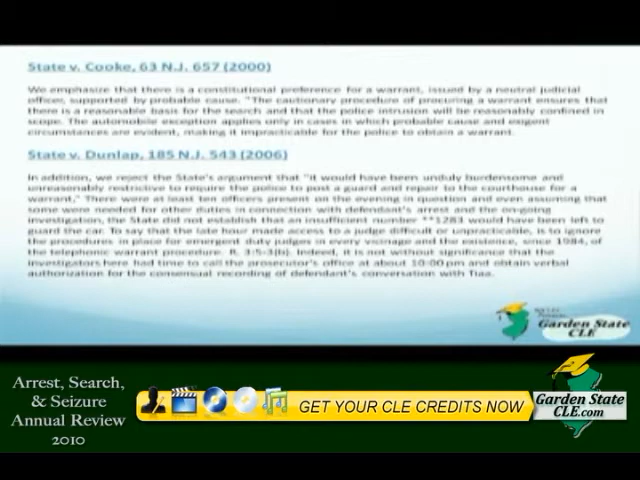 State v. Cooke, 63 N.J. 657 (2000)
We emphasize that there is a constitutional preference for a warrant, issued by a neutral judicial
officer, supported by probable cause. "The cautionary procedure of procuring a warrant ensures that
there is a reasonable basis for the search and that the police intrusion will be reasonably confined in
scope. The automobile exception applies only in cases in which probable cause and exigent
circumstances are evident, making it impracticable for the police to obtain a warrant.
State v. Dunlap, 185 N.J. 543 (2006)
In addition, we reject the State's argument that "it would have been unduly burdensome and
unreasonably restrictive to require the police to post a guard and repair to the courthouse for a
warrant," There were at least ten officers present on the evening in question and even assuming that
some were needed for other duties in connection with defendant's arrest and the on-going
investigation, the State did not establish that an insufficient number **1283 would have been left to
guard the car. To say that the late hour made access to a judge difficult or unpracticable, is to ignore
the procedures in place for emergent duty judges in every vicinage and the existence, since 1984, of
the telephonic warrant procedure. R. 3:5-3(b). Indeed, it is not without significance that the
investigators here had time to call the prosecutor's office at about 10:00 pm and obtain verbal
authorization for the consensual recording of defendant's conversation with Tiaa.
Garden State
CLE
Arrest, Search,
& Seizure
Annual Review
2010
GET YOUR CLE CREDITS NOW
Garden State
CLE.com